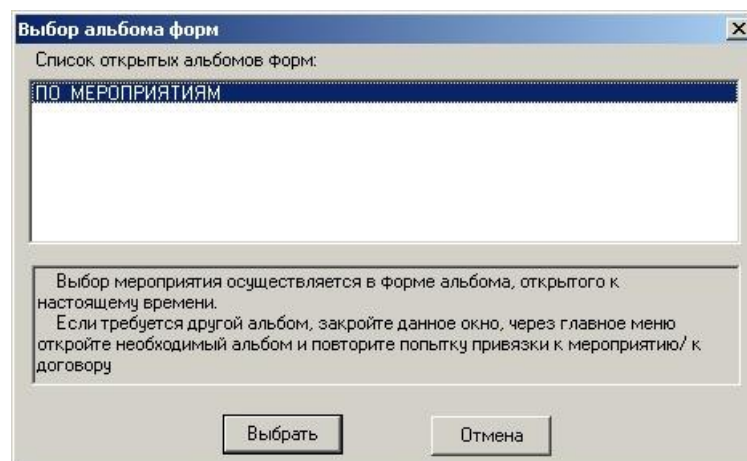 Выбор альбома форм
Список открытых альбомов форм:
ПО МЕРОПРИЯТИЯМ
Выбор мероприятия осуществляется в форме альбома, открытого к
настоящему времени.
Если требуется другой альбом, закройте данное окно, через главное меню
откройте необходимый альбом и повторите попытку привязки к мероприятию/ к
договору
Выбрать
Отмена